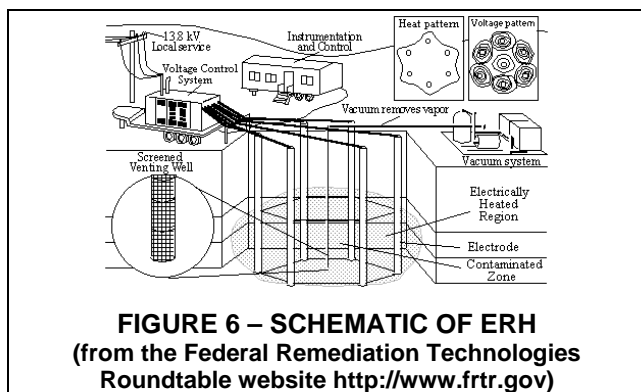 13.8 kV
Local service
Voltage Control
System
Instrumentation
and Control
Heat pattern
Voltage pattern
Vacuum removes vapor
Vacuum system
Screened
Venting Well
Electrically
Heated
Region
Electrode
Contaminated
Zone
FIGURE 6 – SCHEMATIC OF ERH
(from the Federal Remediation Technologies
Roundtable website http://www.frtr.gov)